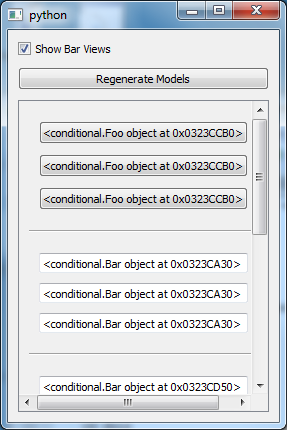 python
Show Bar Views
Regenerate Models
<conditional.Foo object at 0x0323CCB0>
<conditional.Foo object at 0x0323CCB0>
<conditional.Foo object at 0x0323CCB0>
<conditional.Bar object at 0x0323CA30>
<conditional.Bar object at 0x0323CA30>
<conditional.Bar object at 0x0323CA30>
<conditional.Bar object at 0x0323CD50>